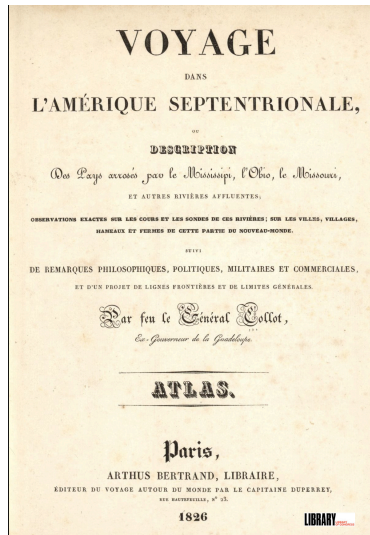 VOYAGE
DANS
L'AMÉRIQUE SEPTENTRIONALE,
OU
DESCRIPTION
Des Pays arrosés par le Mississipi, l'Ohio, le Missouri,
ET AUTRES RIVIÈRES AFFLUENTES;
OBSERVATIONS EXACTES SUR LES COURS ET LES SONDES DE CES RIVIÈRES; SUR LES VILLES, VILLAGES,
HAMEAUX ET FERMES DE CETTE PARTIE DU NOUVEAU-MONDE.
SUIVI
DE REMARQUES PHILOSOPHIQUES, POLITIQUES, MILITAIRES ET COMMERCIALES,
ET D'UN PROJET DE LIGNES FRONTIÈRES ET DE LIMITES GÉNÉRALES.
Par feu le Général Collot,
Ex-Gouverneur de la Guadeloupe.
ATLAS.
Paris,
ARTHUS BERTRAND, LIBRAIRE,
ÉDITEUR DU VOYAGE AUTOUR DU MONDE PAR LE CAPITAINE DUPERREY,
RUE HAUTEFEUILLE, N° 23.
1826
LIBRARY